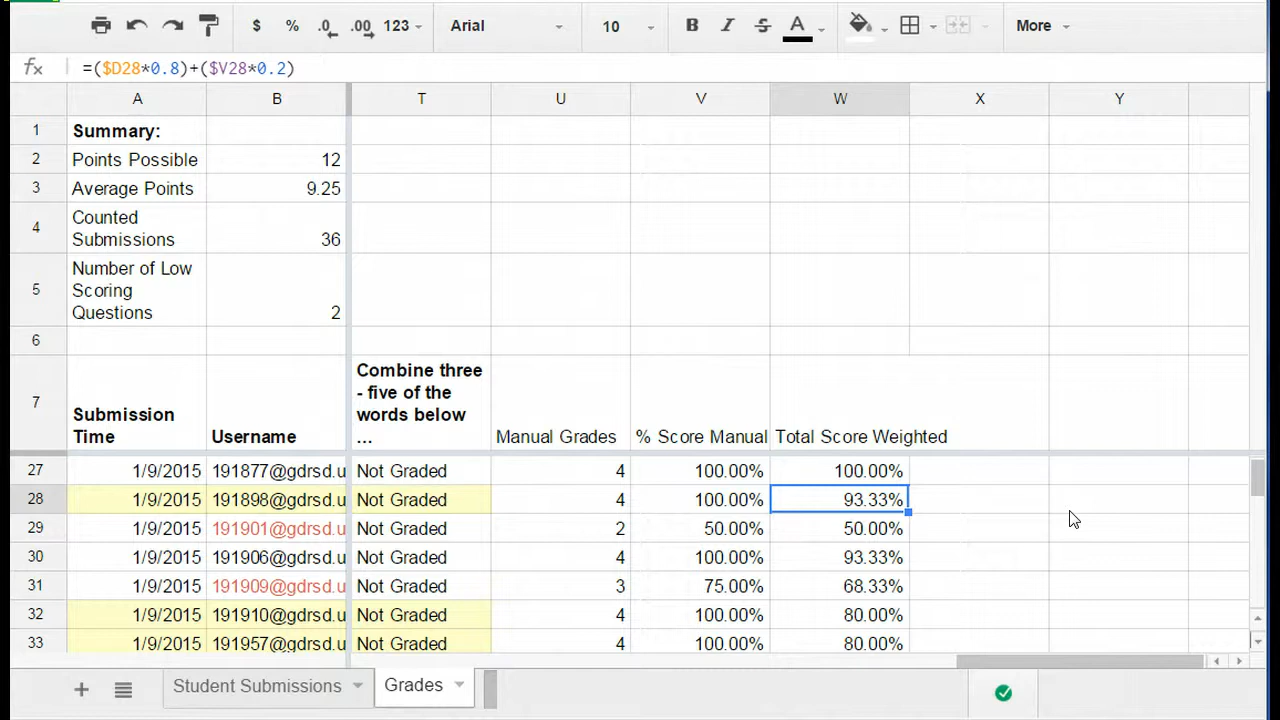 $ % .0 .00 123 Arial 10 B I S A More
fx =($D28*0.8)+($V28*0.2)
A B T U V W X Y
1 Summary:
2 Points Possible 12
3 Average Points 9.25
4 Counted
Submissions 36
5 Number of Low
Scoring
Questions 2
6
7 Submission
Time Username
Combine three
- five of the
words below
...
Manual Grades % Score Manual Total Score Weighted
27 1/9/2015 191877@gdrsd.u Not Graded 4 100.00% 100.00%
28 1/9/2015 191898@gdrsd.u Not Graded 4 100.00% 93.33%
29 1/9/2015 191901@gdrsd.u Not Graded 2 50.00% 50.00%
30 1/9/2015 191906@gdrsd.u Not Graded 4 100.00% 93.33%
31 1/9/2015 191909@gdrsd.u Not Graded 3 75.00% 68.33%
32 1/9/2015 191910@gdrsd.u Not Graded 4 100.00% 80.00%
33 1/9/2015 191957@gdrsd.u Not Graded 4 100.00% 80.00%
Student Submissions Grades